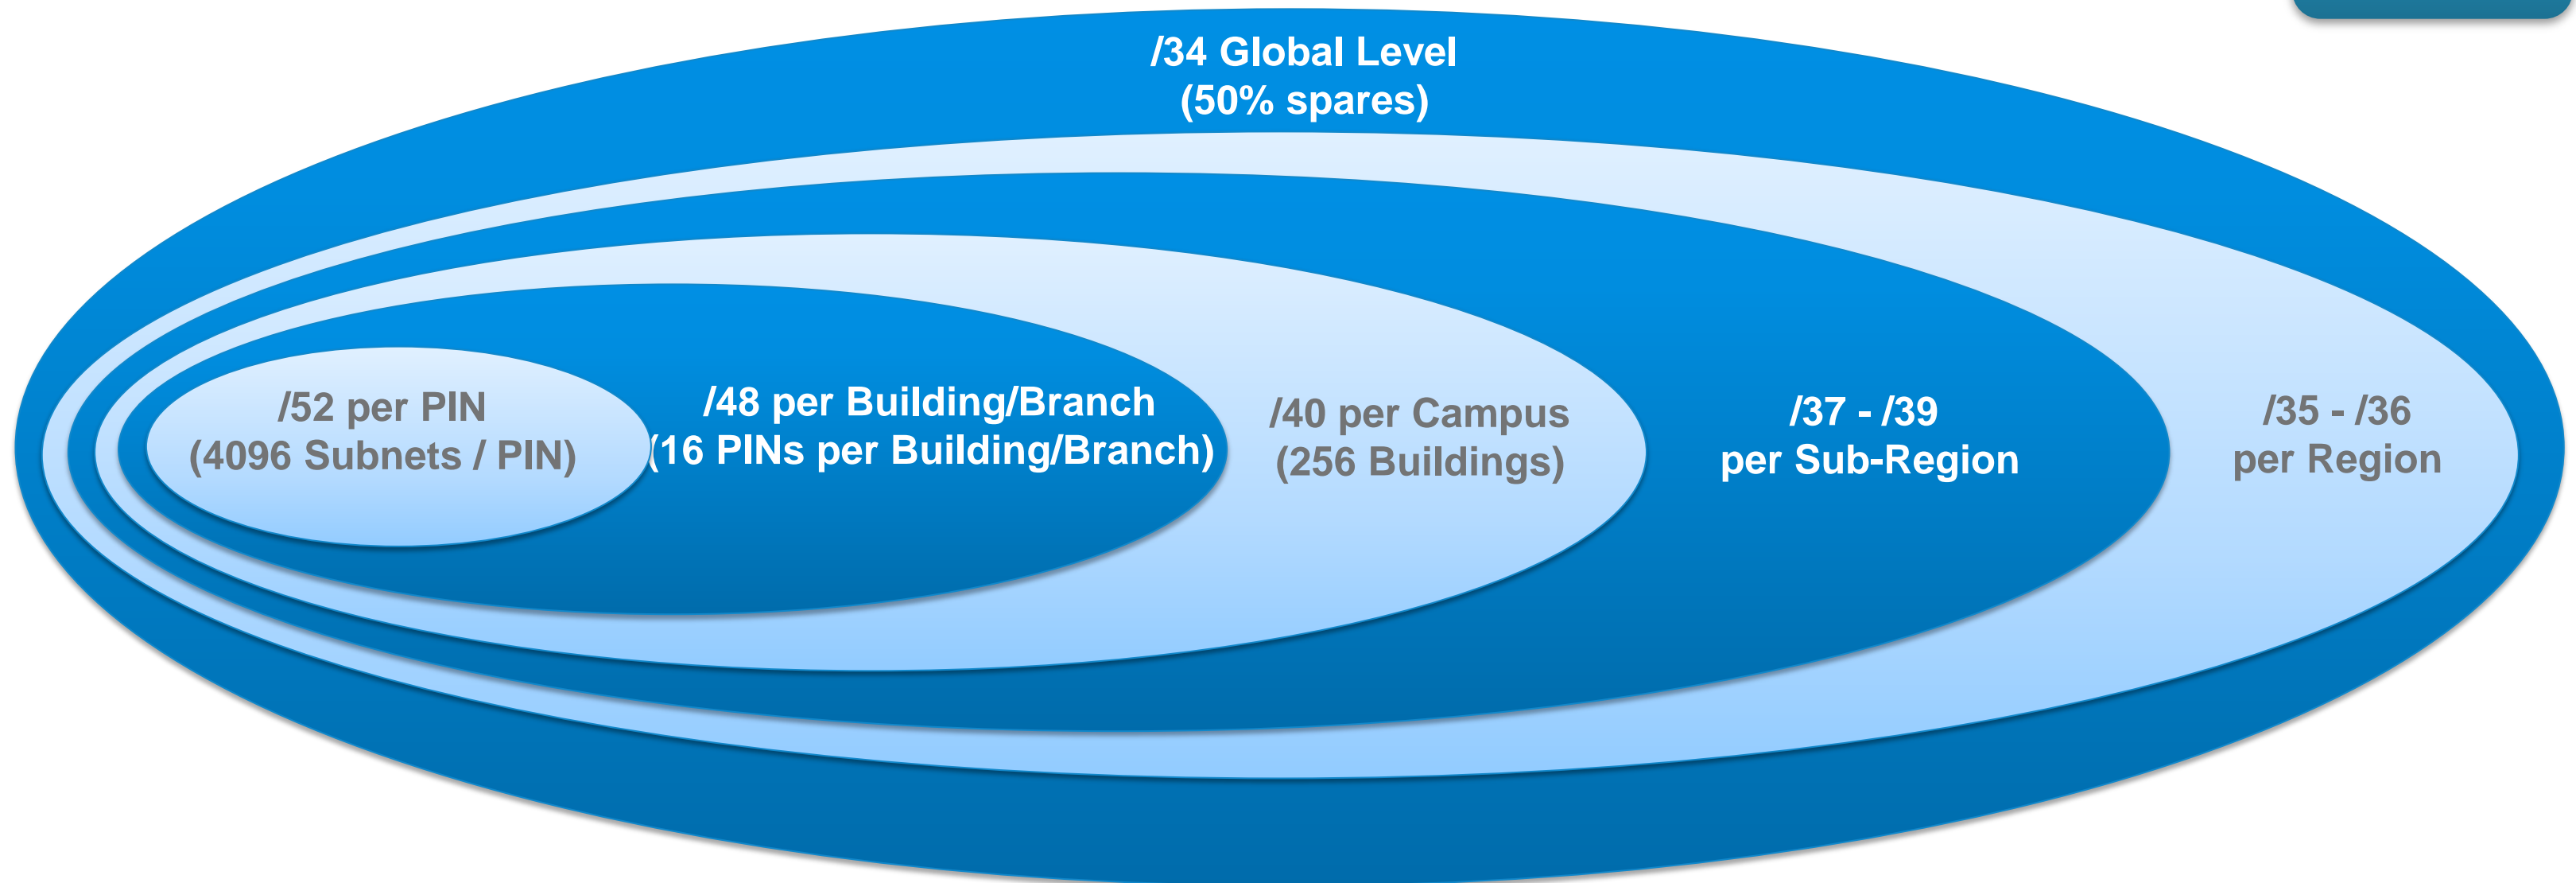 /34 Global Level
(50% spares)
/52 per PIN
(4096 Subnets / PIN)
/48 per Building/Branch
(16 PINs per Building/Branch)
/40 per Campus
(256 Buildings)
/37 - /39
per Sub-Region
/35 - /36
per Region